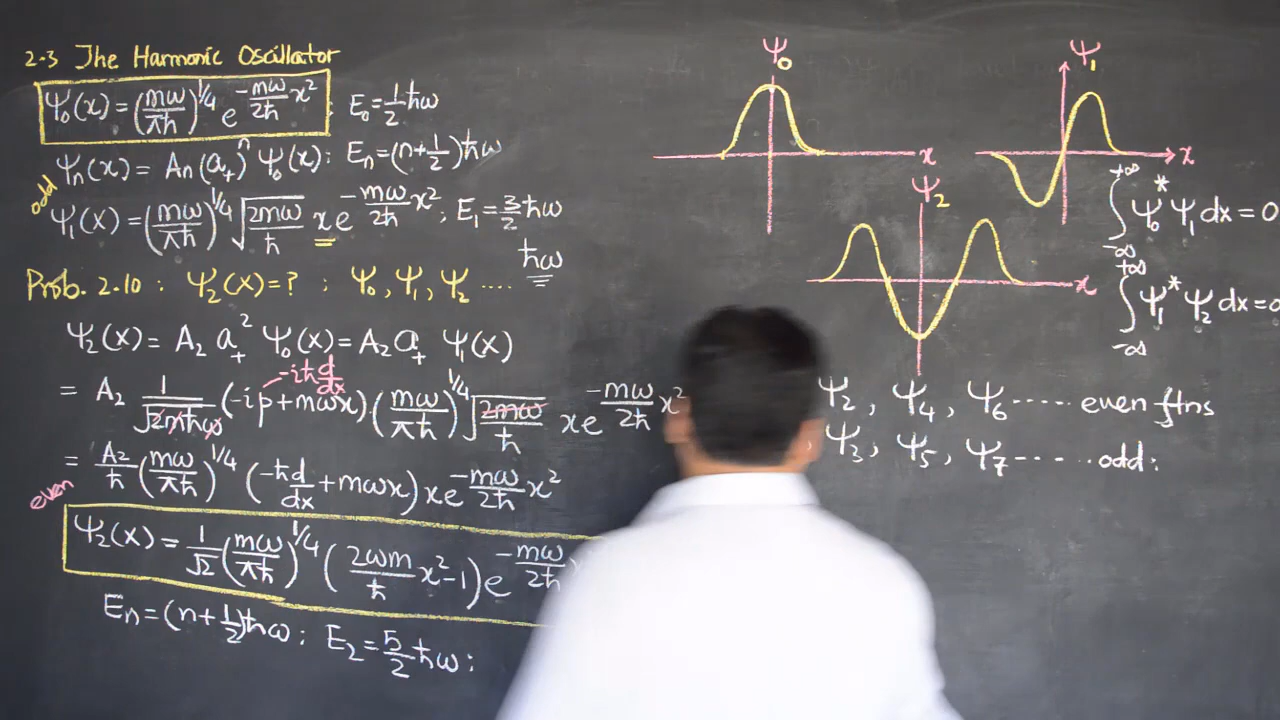 2-3 The Harmonic Oscillator
Ψ₀(x) = (mω/πħ)^1/4 e^(-mω/2ħ x²) : E₀ = 1/2 ħω
Ψn(x) = An(a₊)ⁿ Ψ₀(x) : En = (n+1/2)ħω
odd
Ψ₁(x) = (mω/πħ)^1/4 √(2mω/ħ) x e^(-mω/2ħ x²) ; E₁ = 3/2 ħω
ħω
Prob. 2.10 : Ψ₂(x) = ? ; Ψ₀, Ψ₁, Ψ₂ ....
Ψ₂(x) = A₂ a₊² Ψ₀(x) = A₂ a₊ Ψ₁(x)
-iħ d/dx
= A₂ 1/√(2mħω) (-ip + mωx) (mω/πħ)^1/4 √(2mω/ħ) x e^(-mω/2ħ x²)
= A₂/ħ (mω/πħ)^1/4 (-ħd/dx + mωx) x e^(-mω/2ħ x²)
even
Ψ₂(x) = 1/√2 (mω/πħ)^1/4 (2ωm/ħ x² - 1) e^(-mω/2ħ
En = (n+1/2)ħω ; E₂ = 5/2 ħω ;
Ψ₀
x
Ψ₁
x
Ψ₂
x
∫_-∞^+∞ Ψ₀* Ψ₁ dx = 0
∫_-∞^+∞ Ψ₁* Ψ₂ dx = 0
Ψ₂, Ψ₄, Ψ₆ ..... even ftns
, Ψ₃, Ψ₅, Ψ₇ ...... odd :